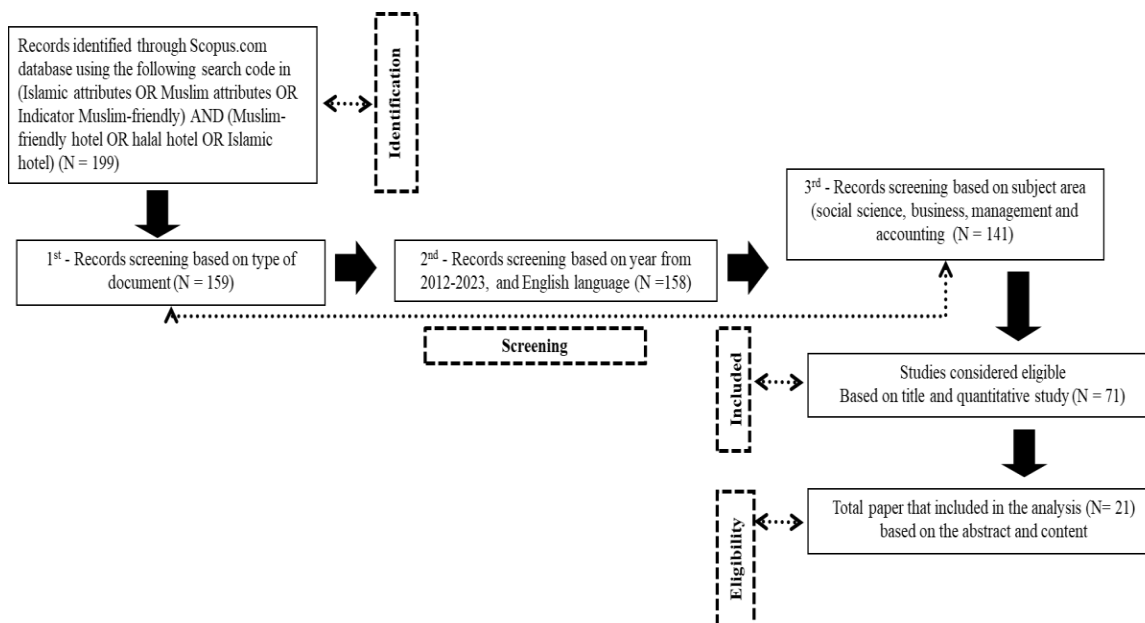 Records identified through Scopus.com
database using the following search code in
(Islamic attributes OR Muslim attributes OR
Indicator Muslim-friendly) AND (Muslim-
friendly hotel OR halal hotel OR Islamic
hotel) (N = 199)
Identification
1st - Records screening based on type of
document (N = 159)
2nd - Records screening based on year from
2012-2023, and English language (N =158)
3rd - Records screening based on subject area
(social science, business, management and
accounting (N = 141)
Screening
Included
Studies considered eligible
Based on title and quantitative study (N = 71)
Eligibility
Total paper that included in the analysis (N= 21)
based on the abstract and content